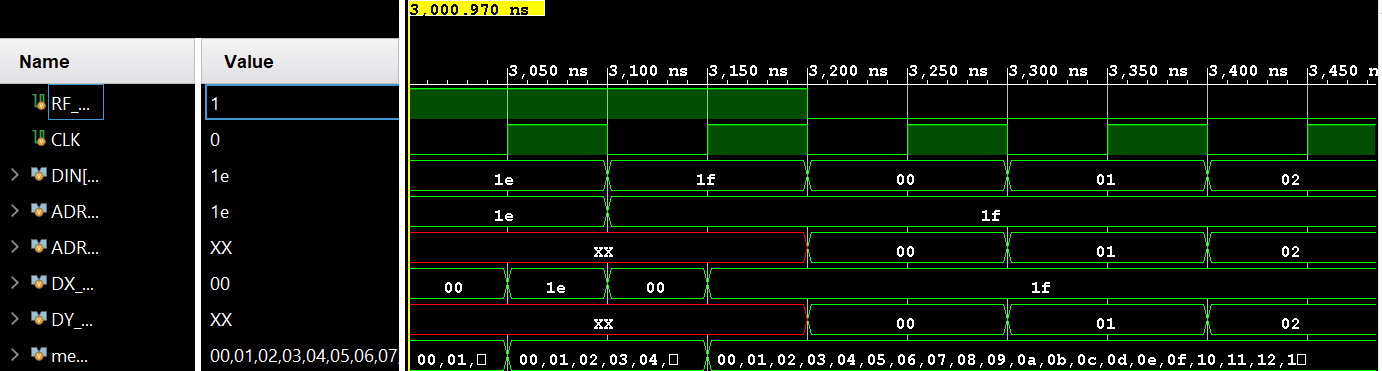 3,000.970 ns
Name Value
3,050 ns 3,100 ns 3,150 ns 3,200 ns 3,250 ns 3,300 ns 3,350 ns 3,400 ns 3,450 n
RF_... 1
CLK 0
DIN[... 1e 1e 1f 00 01 02
ADR... 1e 1e 1f
ADR... XX XX 00 01 02
DX_... 00 00 1e 00 1f
DY_... XX XX 00 01 02
me... 00,01,02,03,04,05,06,07, 00,01,▯ 00,01,02,03,04,▯ 00,01,02,03,04,05,06,07,08,09,0a,0b,0c,0d,0e,0f,10,11,12,1▯